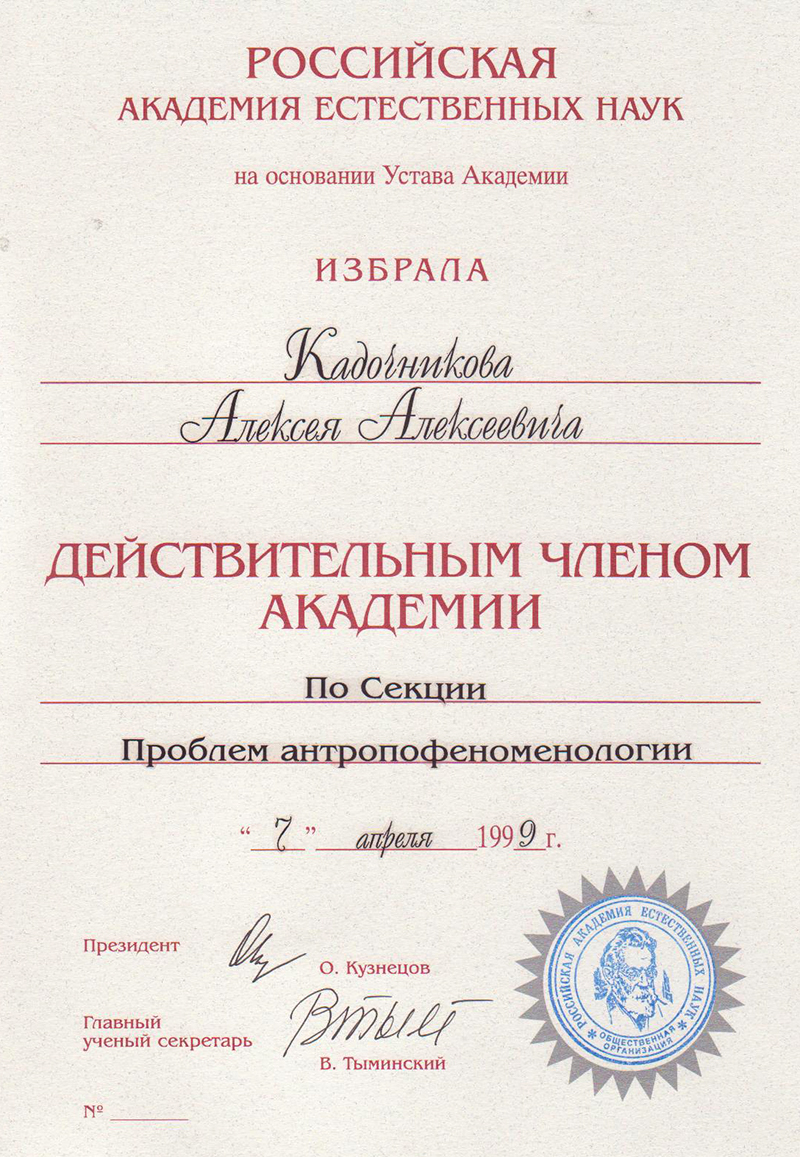 РОССИЙСКАЯ
АКАДЕМИЯ ЕСТЕСТВЕННЫХ НАУК
на основании Устава Академии
ИЗБРАЛА
Кадочникова
Алексея Алексеевича
ДЕЙСТВИТЕЛЬНЫМ ЧЛЕНОМ
АКАДЕМИИ
По Секции
Проблем антропофеноменологии
“ 7 ” апреля 1999 г.
Президент
О. Кузнецов
Главный
ученый секретарь
В. Тыминский
№
РОССИЙСКАЯ АКАДЕМИЯ ЕСТЕСТВЕННЫХ НАУК
* ОБЩЕСТВЕННАЯ *
ОРГАНИЗАЦИЯ